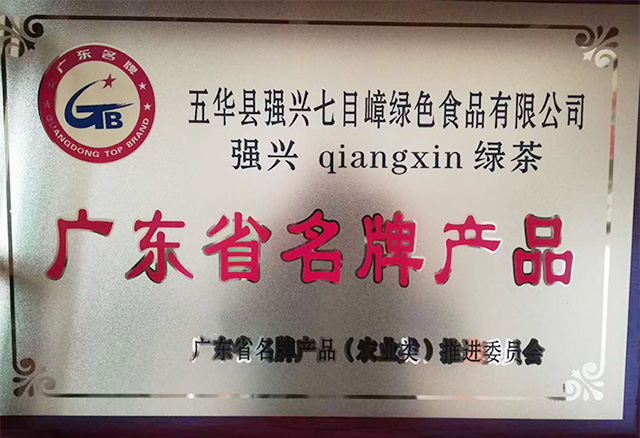 广东名牌
GTB
GUANGDONG TOP BRAND
五华县强兴七目嶂绿色食品有限公司
强兴 qiangxin 绿茶
广东省名牌产品
广东省名牌产品（农业类）推进委员会